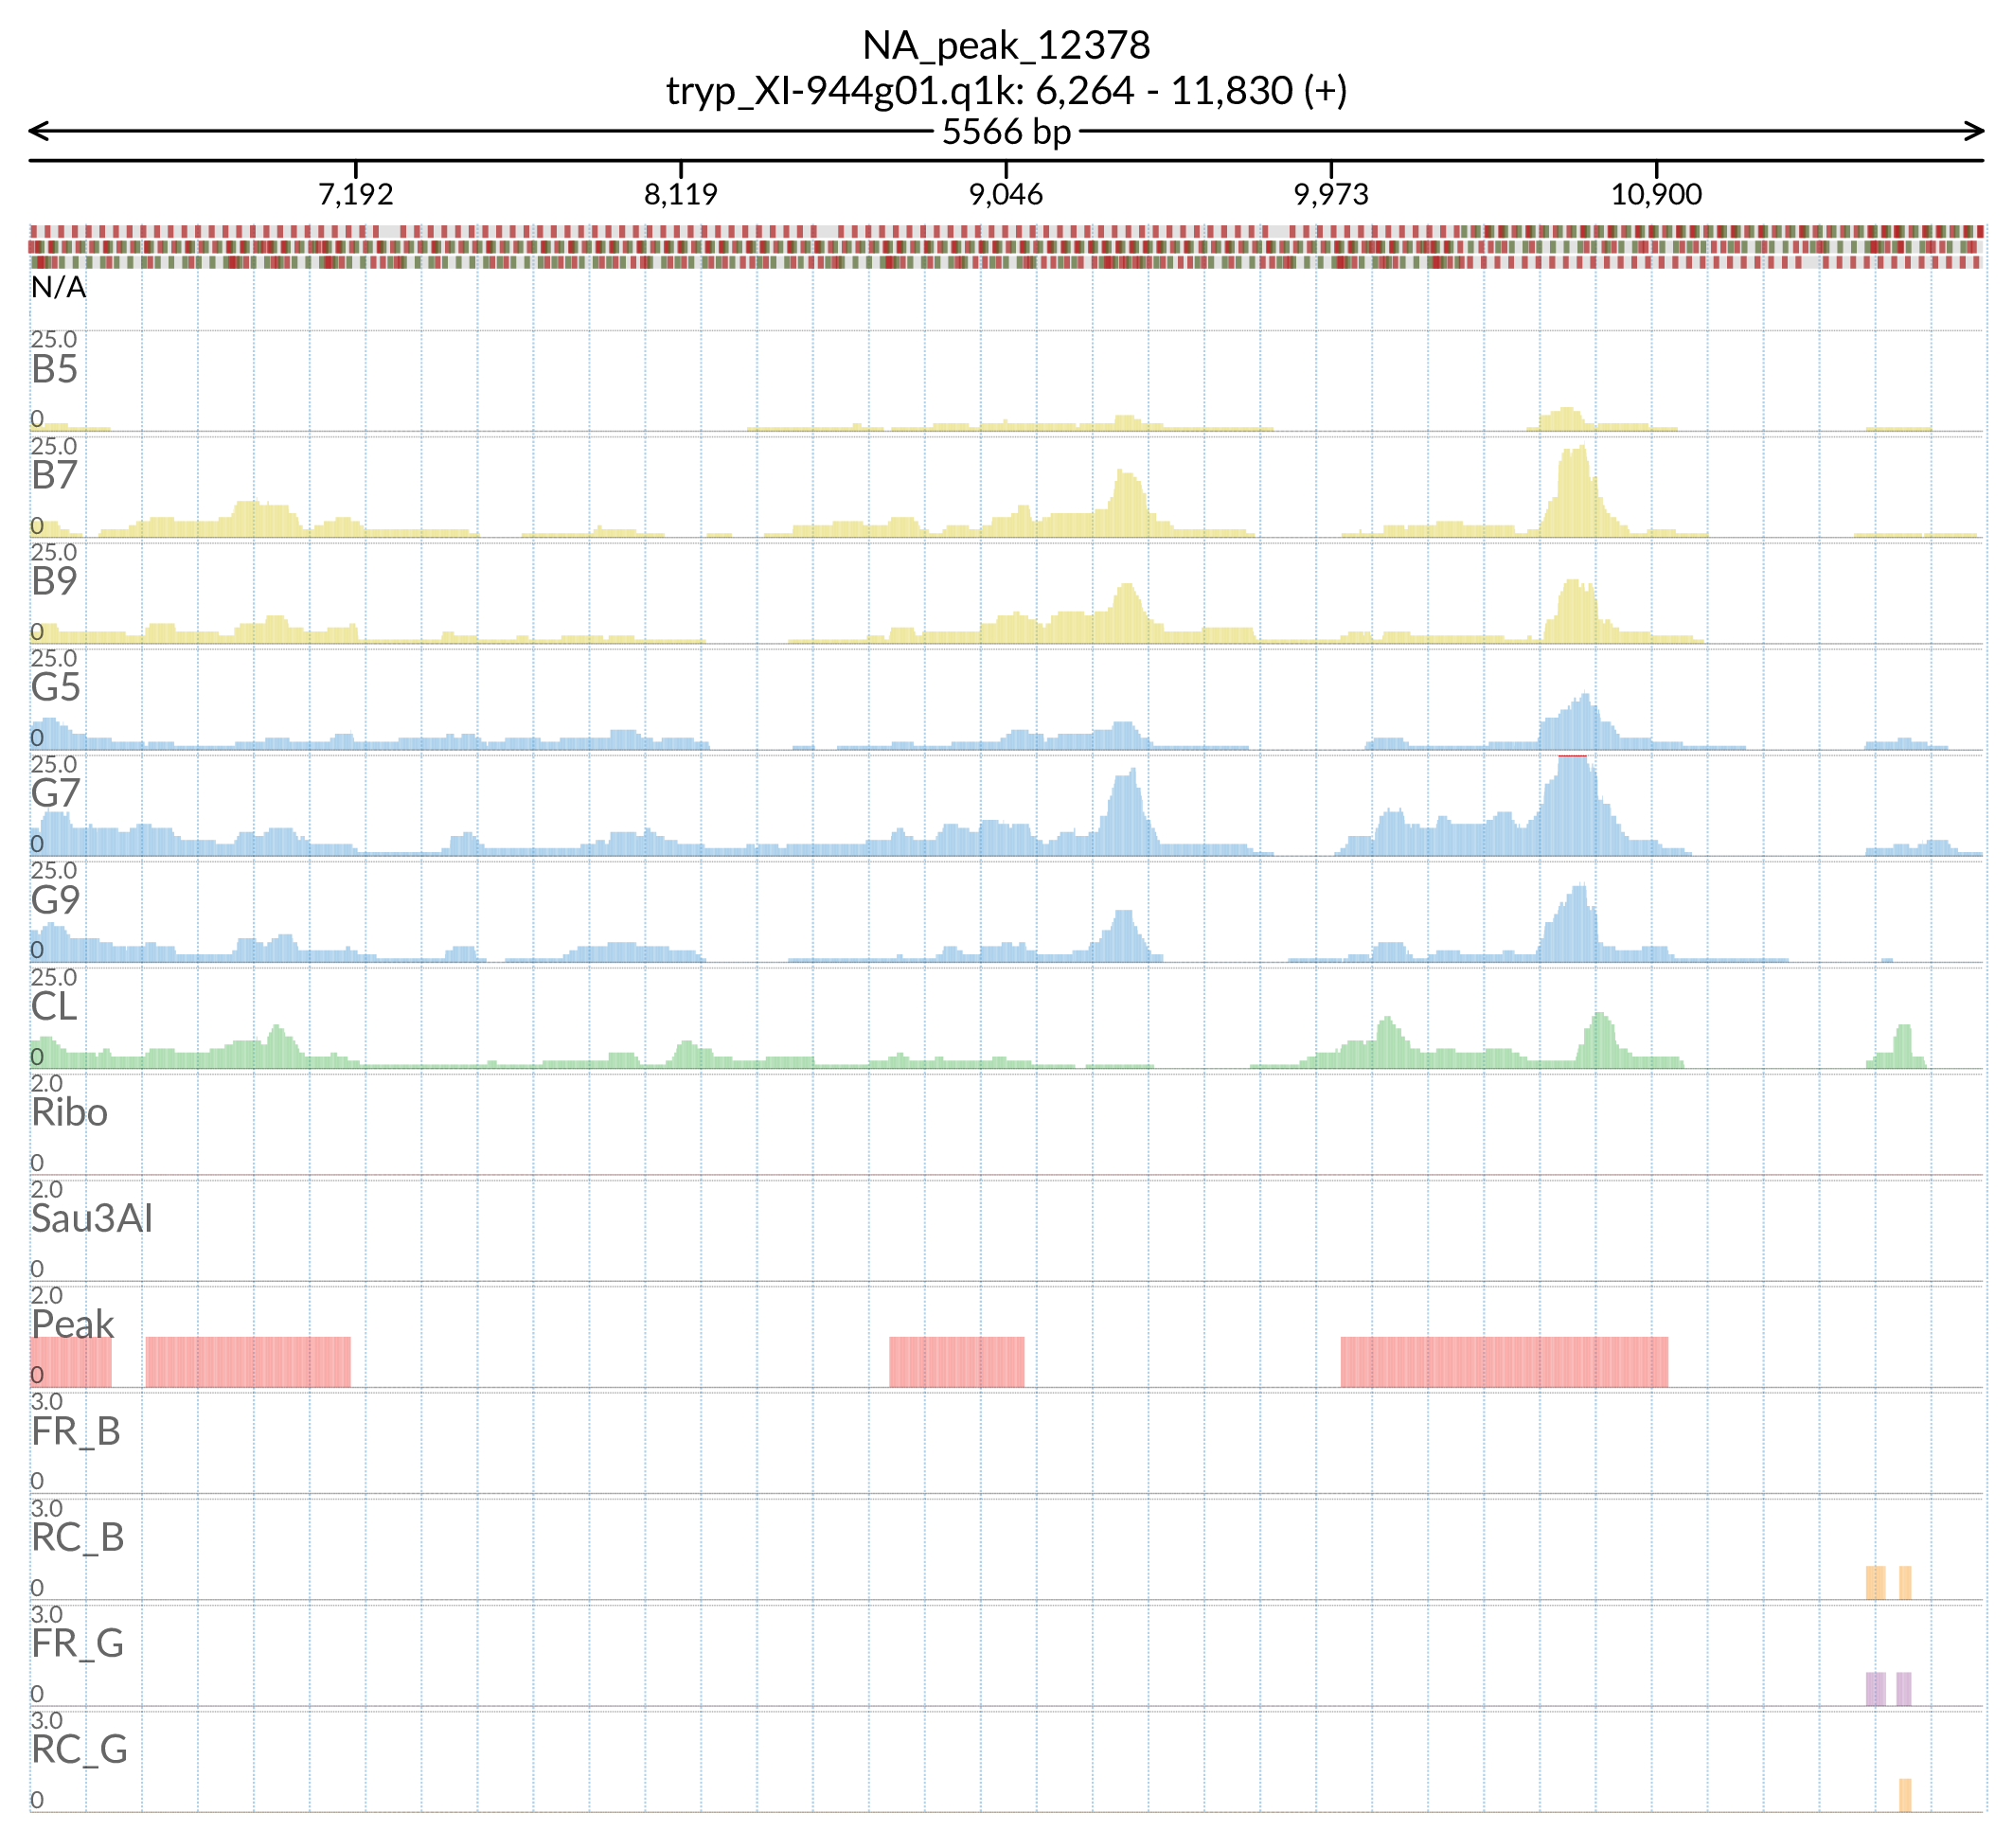 NA_peak_12378
tryp_XI-944g01.q1k: 6,264 - 11,830 (+)
5566 bp
7,192 8,119 9,046 9,973 10,900
N/A
25.0
B5
0
25.0
B7
0
25.0
B9
0
25.0
G5
0
25.0
G7
0
25.0
G9
0
25.0
CL
0
2.0
Ribo
0
2.0
Sau3AI
0
2.0
Peak
0
3.0
FR_B
0
3.0
RC_B
0
3.0
FR_G
0
3.0
RC_G
0